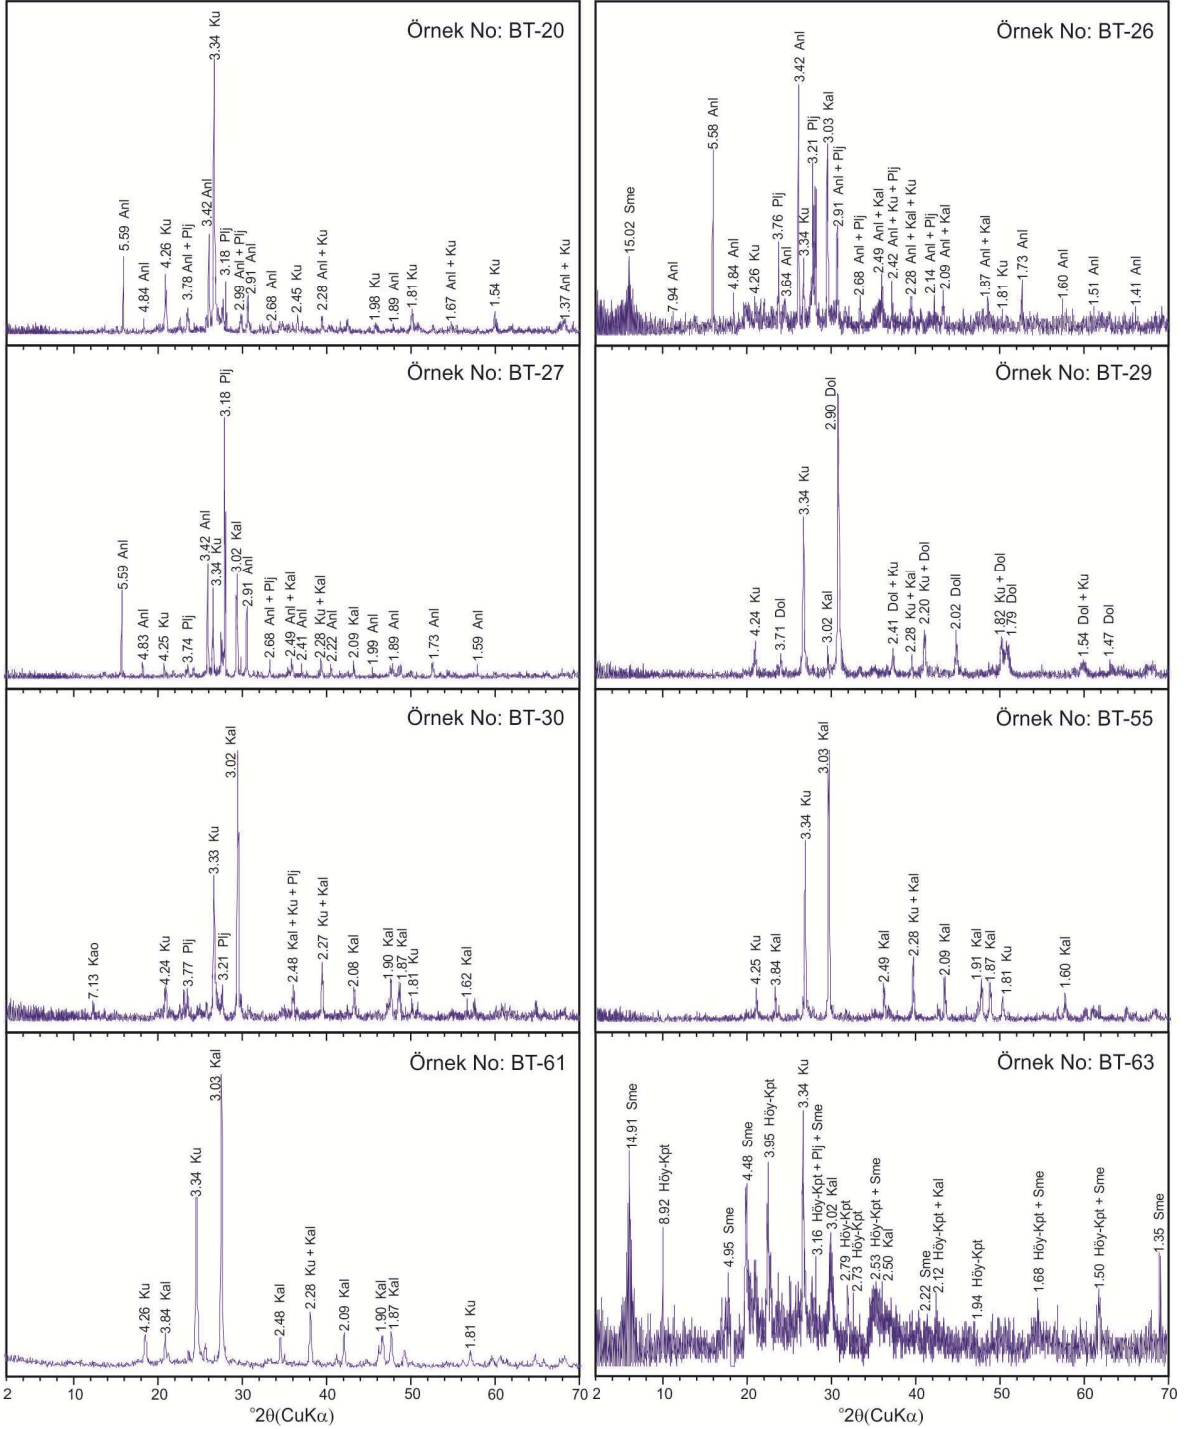 Örnek No: BT-20
5.59 Anl
4.84 Anl
4.26 Ku
3.78 Anl + Plj
3.42 Anl
3.34 Ku
3.18 Plj
2.99 Anl + Plj
2.91 Anl
2.68 Anl
2.45 Ku
2.28 Anl + Ku
1.98 Ku
1.89 Anl
1.81 Ku
1.67 Anl + Ku
1.54 Ku
1.37 Anl + Ku
Örnek No: BT-26
15.02 Sme
7.94 Anl
5.58 Anl
4.84 Anl
4.26 Ku
3.76 Plj
3.64 Anl
3.42 Anl
3.34 Ku
3.21 Plj
3.03 Kal
2.91 Anl + Plj
2.68 Anl + Plj
2.49 Anl + Kal
2.42 Anl + Ku + Plj
2.28 Anl + Kal + Ku
2.14 Anl + Plj
2.09 Anl + Kal
1.87 Anl + Kal
1.81 Ku
1.73 Anl
1.60 Anl
1.51 Anl
1.41 Anl
Örnek No: BT-27
5.59 Anl
4.83 Anl
4.25 Ku
3.74 Plj
3.42 Anl
3.34 Ku
3.18 Plj
3.02 Kal
2.91 Anl
2.68 Anl + Plj
2.49 Anl + Kal
2.41 Anl
2.28 Ku + Kal
2.22 Anl
2.09 Kal
1.99 Anl
1.89 Anl
1.73 Anl
1.59 Anl
Örnek No: BT-29
4.24 Ku
3.71 Dol
3.34 Ku
3.02 Kal
2.90 Dol
2.41 Dol + Ku
2.28 Ku + Kal
2.20 Ku + Dol
2.02 Doll
1.82 Ku + Dol
1.79 Dol
1.54 Dol + Ku
1.47 Dol
Örnek No: BT-30
7.13 Kao
4.24 Ku
3.77 Plj
3.33 Ku
3.21 Plj
3.02 Kal
2.48 Kal + Ku + Plj
2.27 Ku + Kal
2.08 Kal
1.90 Kal
1.87 Kal
1.81 Ku
1.62 Kal
Örnek No: BT-55
4.25 Ku
3.84 Kal
3.34 Ku
3.03 Kal
2.49 Kal
2.28 Ku + Kal
2.09 Kal
1.91 Kal
1.87 Kal
1.81 Ku
1.60 Kal
Örnek No: BT-61
4.26 Ku
3.84 Kal
3.34 Ku
3.03 Kal
2.48 Kal
2.28 Ku + Kal
2.09 Kal
1.90 Kal
1.87 Kal
1.81 Ku
2 10 20 30 40 50 60 70
°2θ(CuKα)
Örnek No: BT-63
14.91 Sme
8.92 Höy-Kpt
4.95 Sme
4.48 Sme
3.95 Höy-Kpt
3.34 Ku
3.16 Höy-Kpt + Plj + Sme
3.02 Kal
2.79 Höy-Kpt
2.73 Höy-Kpt
2.53 Höy-Kpt + Sme
2.50 Kal
2.22 Sme
2.12 Höy-Kpt + Kal
1.94 Höy-Kpt
1.68 Höy-Kpt + Sme
1.50 Höy-Kpt + Sme
1.35 Sme
2 10 20 30 40 50 60 70
°2θ(CuKα)